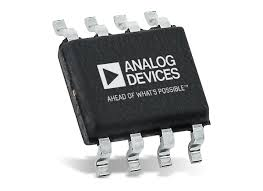 ANALOG
DEVICES
AHEAD OF WHAT'S POSSIBLE™